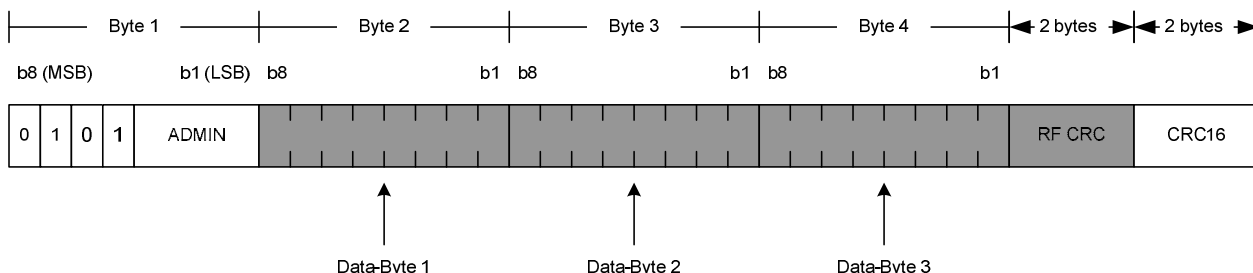 Byte 1 Byte 2 Byte 3 Byte 4 2 bytes 2 bytes
b8 (MSB) b1 (LSB) b8 b1 b8 b1 b8 b1
0 1 0 1 ADMIN RF CRC CRC16
Data-Byte 1 Data-Byte 2 Data-Byte 3